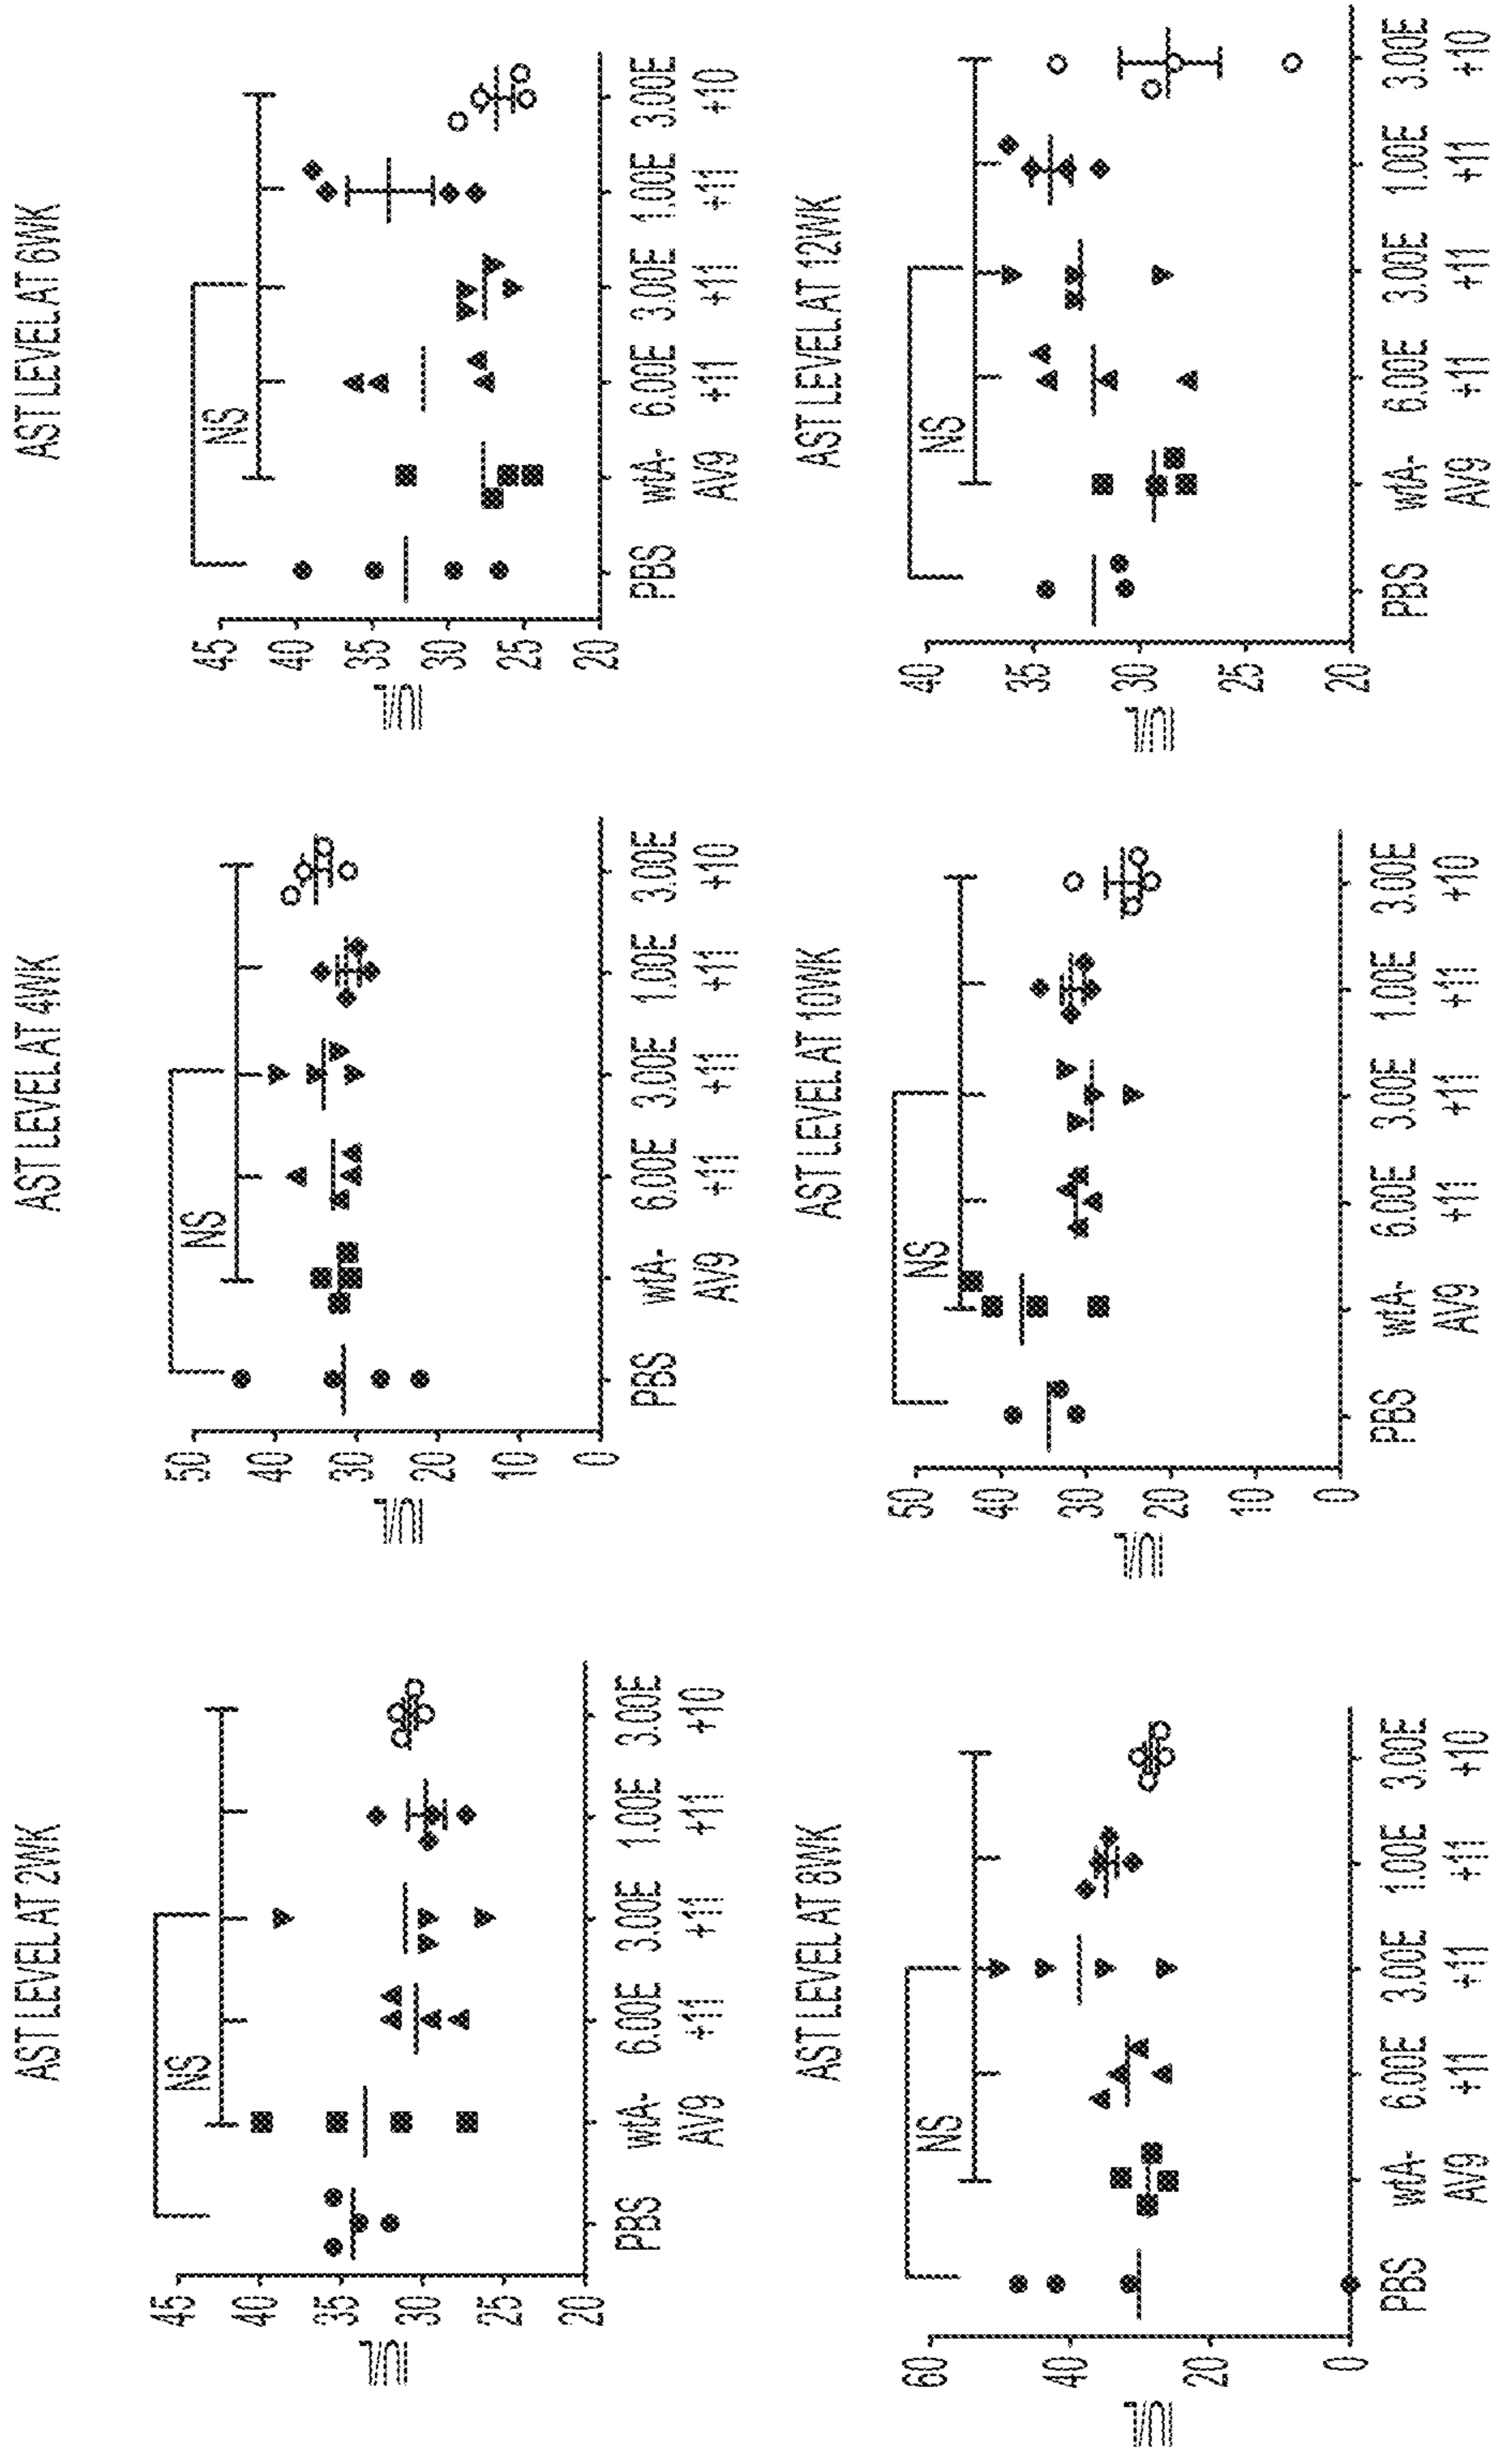 AST LEVEL AT 2WK
IU/L
45
40
35
30
25
20
NS
PBS wtA- 6.00E 3.00E 1.00E 3.00E
AV9 +11 +11 +11 +10
AST LEVEL AT 4WK
IU/L
50
40
30
20
10
0
NS
PBS wtA- 6.00E 3.00E 1.00E 3.00E
AV9 +11 +11 +11 +10
AST LEVEL AT 6WK
IU/L
45
40
35
30
25
20
NS
PBS wtA- 6.00E 3.00E 1.00E 3.00E
AV9 +11 +11 +11 +10
AST LEVEL AT 8WK
IU/L
60
40
20
0
NS
PBS wtA- 6.00E 3.00E 1.00E 3.00E
AV9 +11 +11 +11 +10
AST LEVEL AT 10WK
IU/L
50
40
30
20
10
0
NS
PBS wtA- 6.00E 3.00E 1.00E 3.00E
AV9 +11 +11 +11 +10
AST LEVEL AT 12WK
IU/L
40
35
30
25
20
NS
PBS wtA- 6.00E 3.00E 1.00E 3.00E
AV9 +11 +11 +11 +10